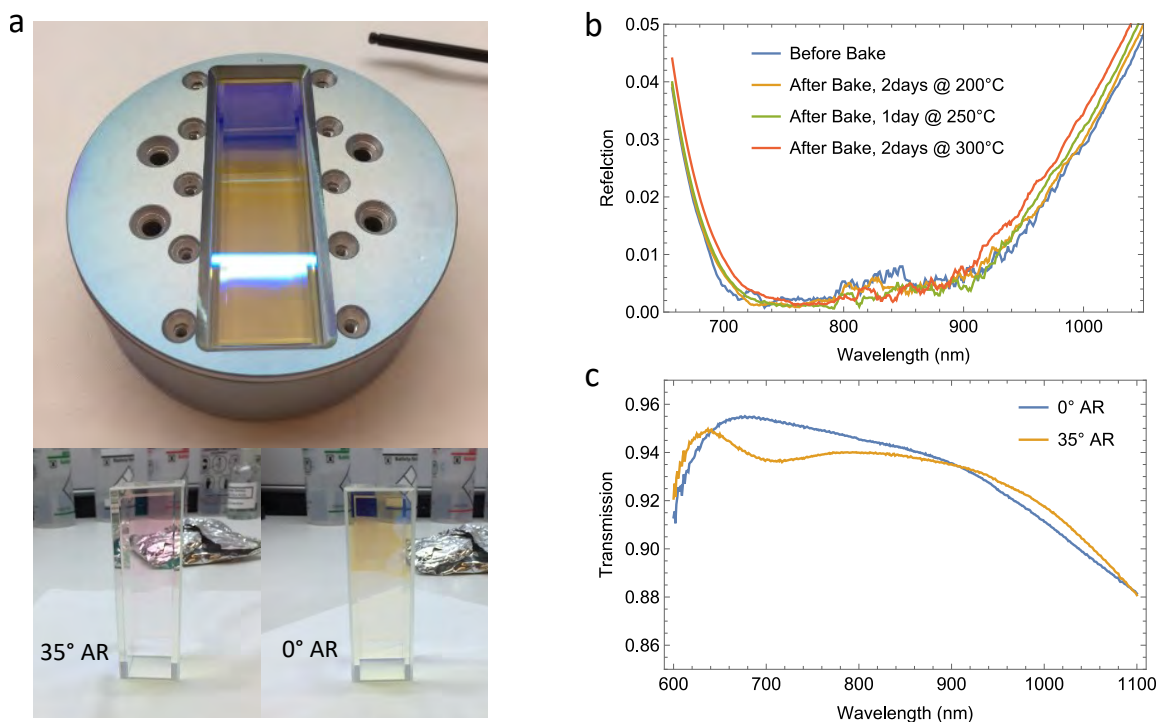 a
35° AR
0° AR
b
0.05
0.04
0.03
0.02
0.01
0.00
Refelection
Before Bake
After Bake, 2days @ 200°C
After Bake, 1day @ 250°C
After Bake, 2days @ 300°C
700 800 900 1000
Wavelength (nm)
c
0.96
0.94
0.92
0.90
0.88
0.86
Transmission
0° AR
35° AR
600 700 800 900 1000 1100
Wavelength (nm)